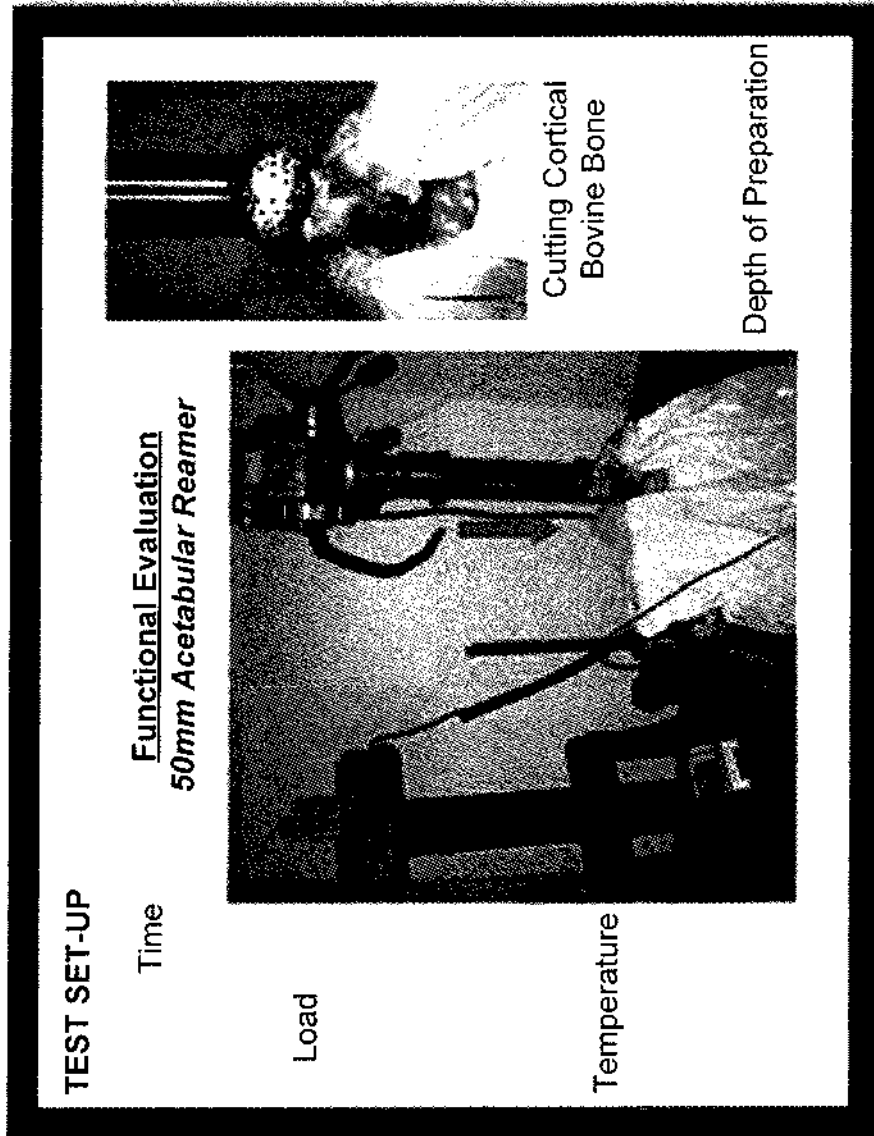 TEST SET-UP
Functional Evaluation
50mm Acetabular Reamer
Time
Load
Temperature
Cutting Cortical
Bovine Bone
Depth of Preparation